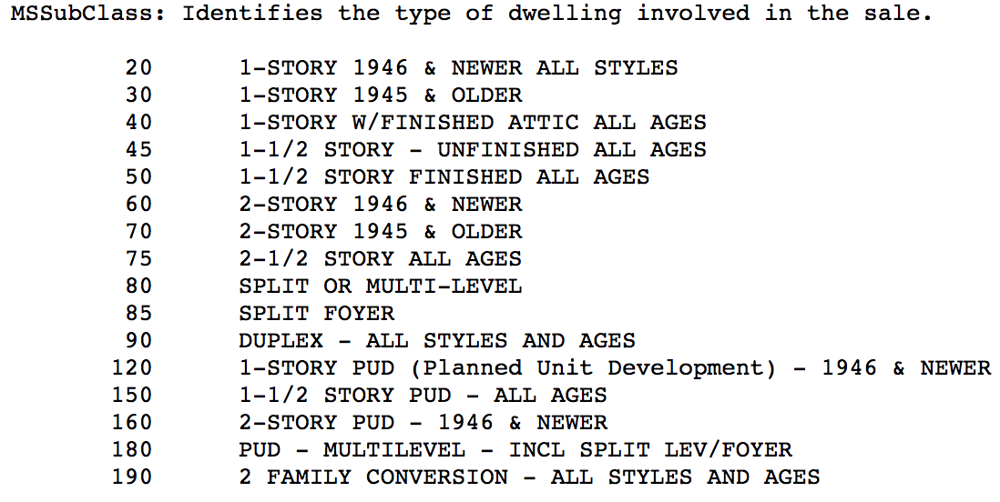 MSSubClass: Identifies the type of dwelling involved in the sale.
20 1-STORY 1946 & NEWER ALL STYLES
30 1-STORY 1945 & OLDER
40 1-STORY W/FINISHED ATTIC ALL AGES
45 1-1/2 STORY - UNFINISHED ALL AGES
50 1-1/2 STORY FINISHED ALL AGES
60 2-STORY 1946 & NEWER
70 2-STORY 1945 & OLDER
75 2-1/2 STORY ALL AGES
80 SPLIT OR MULTI-LEVEL
85 SPLIT FOYER
90 DUPLEX - ALL STYLES AND AGES
120 1-STORY PUD (Planned Unit Development) - 1946 & NEWER
150 1-1/2 STORY PUD - ALL AGES
160 2-STORY PUD - 1946 & NEWER
180 PUD - MULTILEVEL - INCL SPLIT LEV/FOYER
190 2 FAMILY CONVERSION - ALL STYLES AND AGES